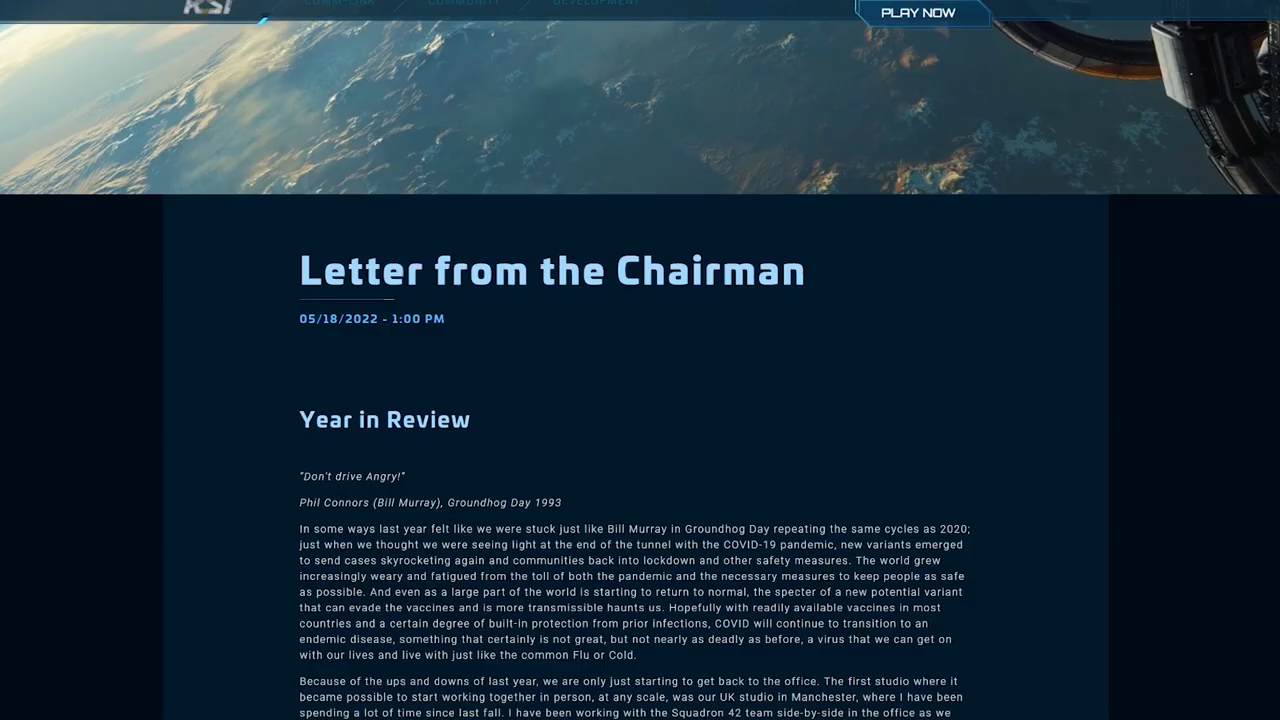 RSI
COMM-LINK COMMUNITY DEVELOPMENT
PLAY NOW
Letter from the Chairman
05/18/2022 - 1:00 PM
Year in Review
“Don’t drive Angry!”
Phil Connors (Bill Murray), Groundhog Day 1993
In some ways last year felt like we were stuck just like Bill Murray in Groundhog Day repeating the same cycles as 2020;
just when we thought we were seeing light at the end of the tunnel with the COVID-19 pandemic, new variants emerged
to send cases skyrocketing again and communities back into lockdown and other safety measures. The world grew
increasingly weary and fatigued from the toll of both the pandemic and the necessary measures to keep people as safe
as possible. And even as a large part of the world is starting to return to normal, the specter of a new potential variant
that can evade the vaccines and is more transmissible haunts us. Hopefully with readily available vaccines in most
countries and a certain degree of built-in protection from prior infections, COVID will continue to transition to an
endemic disease, something that certainly is not great, but not nearly as deadly as before, a virus that we can get on
with our lives and live with just like the common Flu or Cold.
Because of the ups and downs of last year, we are only just starting to get back to the office. The first studio where it
became possible to start working together in person, at any scale, was our UK studio in Manchester, where I have been
spending a lot of time since last fall. I have been working with the Squadron 42 team side-by-side in the office as we